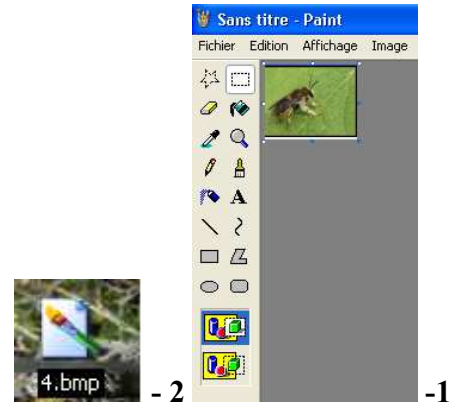 Sans titre - Paint
Fichier Edition Affichage Image
A
4.bmp
- 2
-1